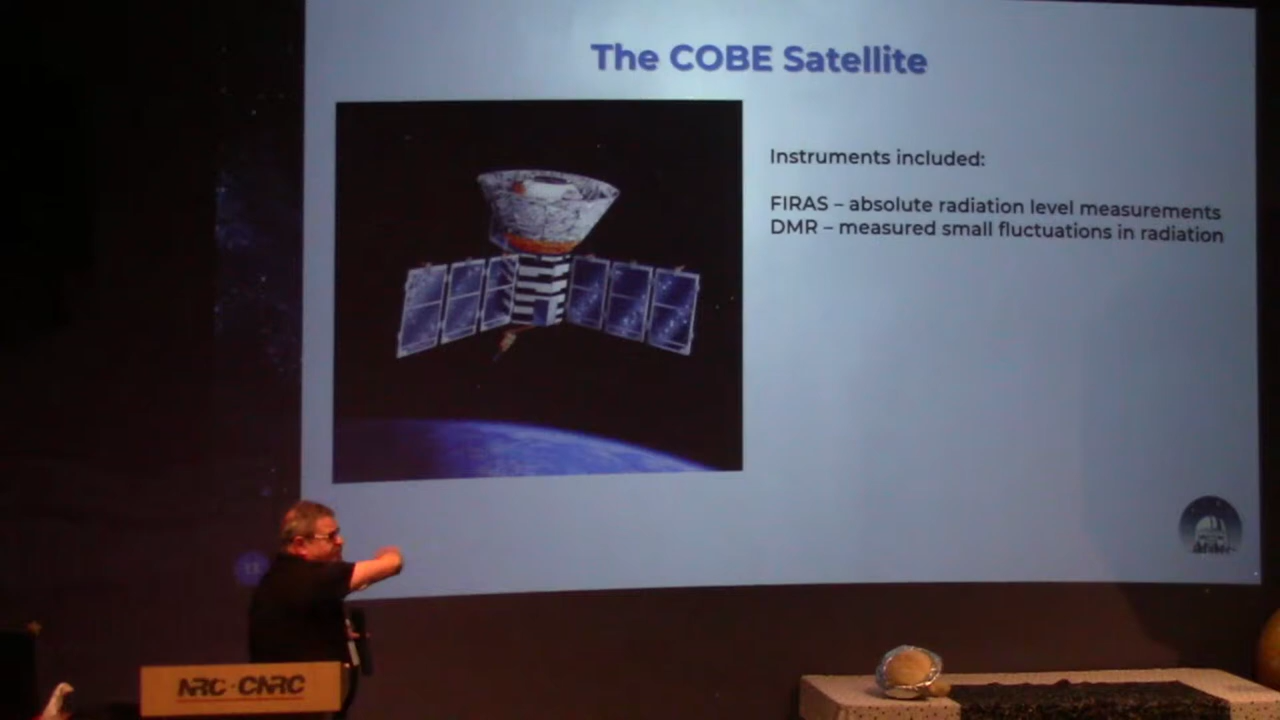 The COBE Satellite
Instruments included:
FIRAS – absolute radiation level measurements
DMR – measured small fluctuations in radiation
NRC · CNRC